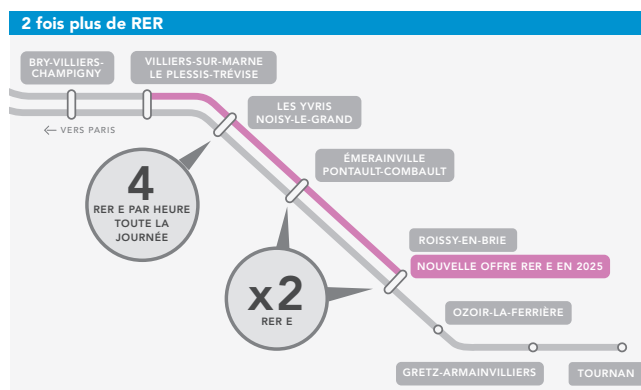 2 fois plus de RER
BRY-VILLIERS-
CHAMPIGNY
VILLIERS-SUR-MARNE
LE PLESSIS-TRÉVISE
LES YVRIS
NOISY-LE-GRAND
← VERS PARIS
ÉMERAINVILLE
PONTAULT-COMBAULT
4
RER E PAR HEURE
TOUTE LA
JOURNÉE
ROISSY-EN-BRIE
NOUVELLE OFFRE RER E EN 2025
x2
RER E
OZOIR-LA-FERRIÈRE
GRETZ-ARMAINVILLIERS
TOURNAN